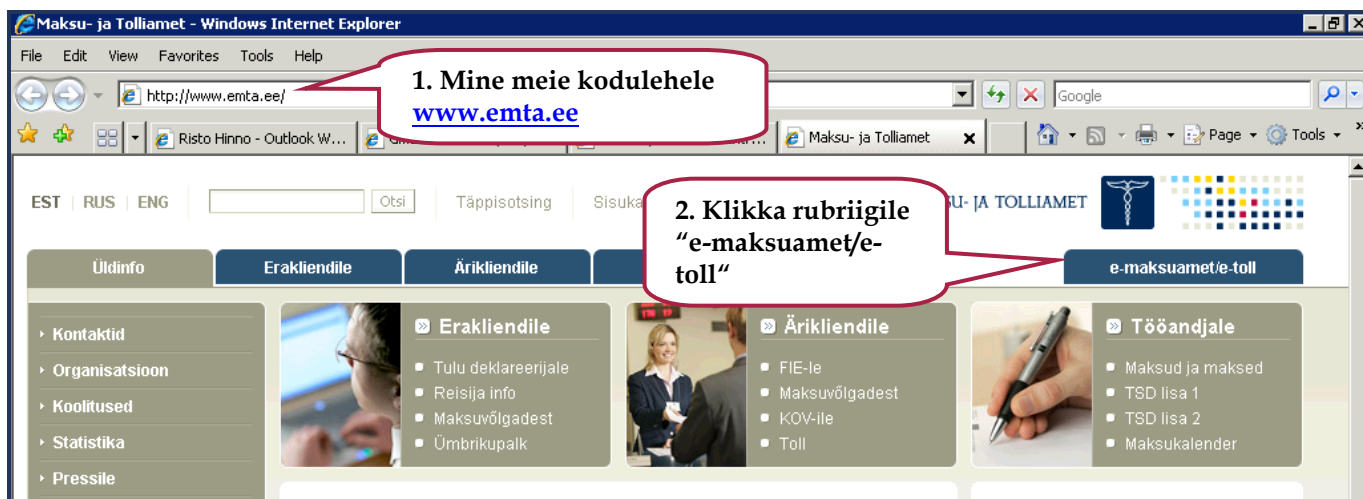 Maksu- ja Tolliamet - Windows Internet Explorer
File Edit View Favorites Tools Help
1. Mine meie kodulehele
www.emta.ee
http://www.emta.ee/
Google
Risto Hinno - Outlook W...
Maksu- ja Tolliamet
Page
Tools
EST | RUS | ENG
Otsi
Täppisotsing
2. Klikka rubriigile
“e-maksuamet/e-
toll“
JA TOLLIAMET
Üldinfo
Erakliendile
Ärikliendile
e-maksuamet/e-toll
Kontaktid
Organisatsioon
Koolitused
Statistika
Pressile
Erakliendile
Tulu deklareerijale
Reisija info
Maksuvõlgadest
Ümbrikupalk
Ärikliendile
FIE-le
Maksuvõlgadest
KOV-ile
Toll
Tööandjale
Maksud ja maksed
TSD lisa 1
TSD lisa 2
Maksukalender